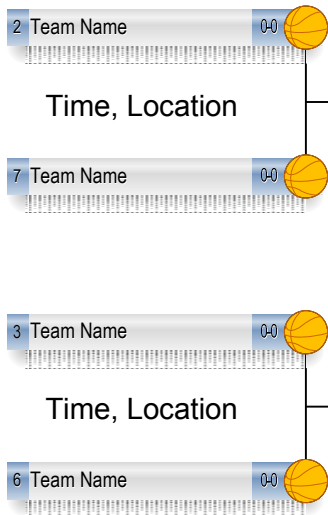 2 Team Name 0-0
Time, Location
7 Team Name 0-0
3 Team Name 0-0
Time, Location
6 Team Name 0-0